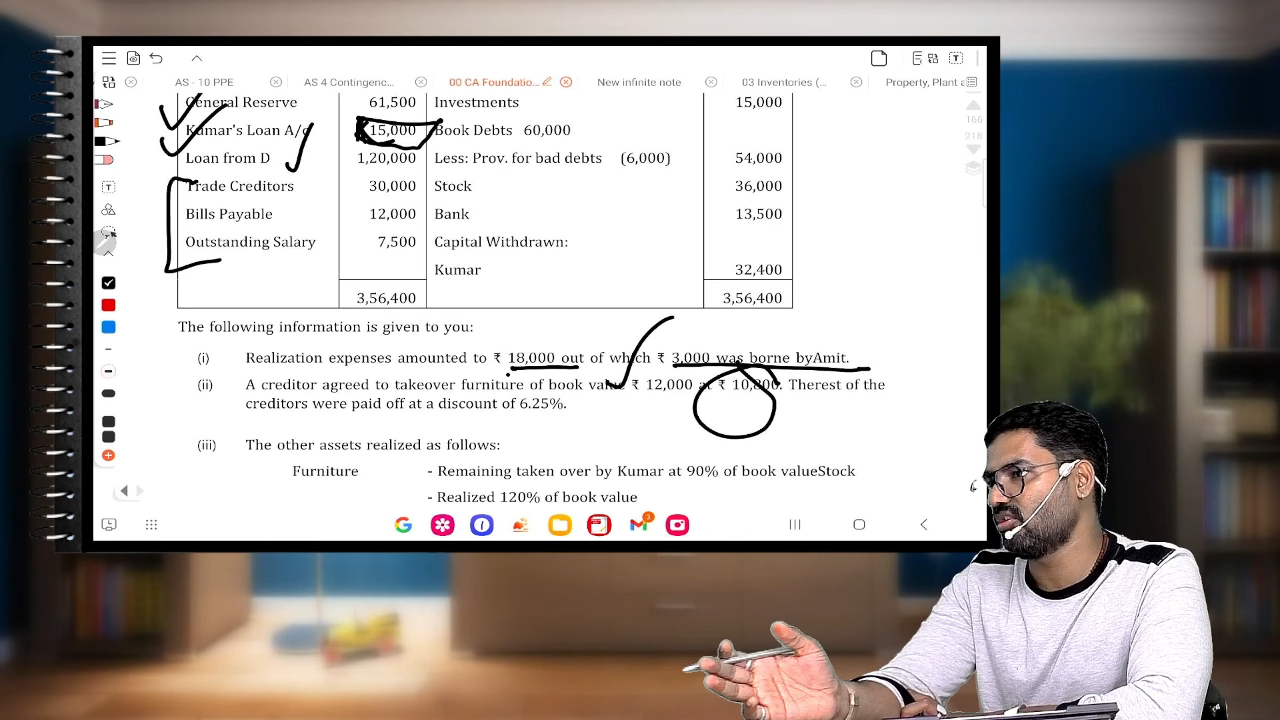 AS - 10 PPE
AS 4 Contingenc...
00 CA Foundatio...
New infinite note
03 Inventories (...
Property, Plant a
General Reserve 61,500 Investments 15,000
Kumar's Loan A/c 15,000 Book Debts 60,000
Loan from D 1,20,000 Less: Prov. for bad debts (6,000) 54,000
Trade Creditors 30,000 Stock 36,000
Bills Payable 12,000 Bank 13,500
Outstanding Salary 7,500 Capital Withdrawn:
Kumar 32,400
3,56,400 3,56,400
The following information is given to you:
(i) Realization expenses amounted to ₹ 18,000 out of which ₹ 3,000 was borne byAmit.
(ii) A creditor agreed to takeover furniture of book value ₹ 12,000 at ₹ 10,800. Therest of the
creditors were paid off at a discount of 6.25%.
(iii) The other assets realized as follows:
Furniture - Remaining taken over by Kumar at 90% of book valueStock
- Realized 120% of book value
166
218
T
T
3